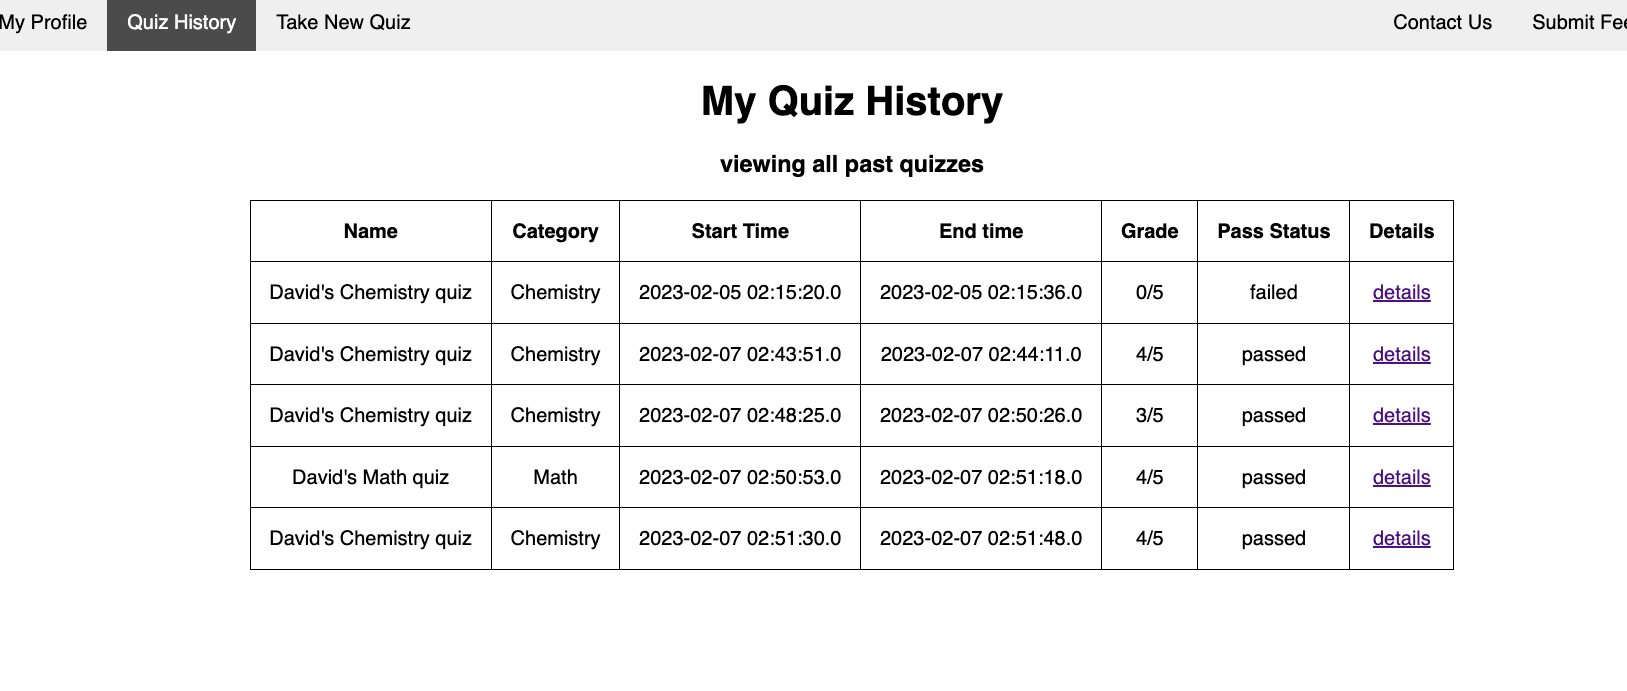 My Profile Quiz History Take New Quiz Contact Us Submit
My Quiz History
viewing all past quizzes
Name Category Start Time End time Grade Pass Status Details
David's Chemistry quiz Chemistry 2023-02-05 02:15:20.0 2023-02-05 02:15:36.0 0/5 failed details
David's Chemistry quiz Chemistry 2023-02-07 02:43:51.0 2023-02-07 02:44:11.0 4/5 passed details
David's Chemistry quiz Chemistry 2023-02-07 02:48:25.0 2023-02-07 02:50:26.0 3/5 passed details
David's Math quiz Math 2023-02-07 02:50:53.0 2023-02-07 02:51:18.0 4/5 passed details
David's Chemistry quiz Chemistry 2023-02-07 02:51:30.0 2023-02-07 02:51:48.0 4/5 passed details